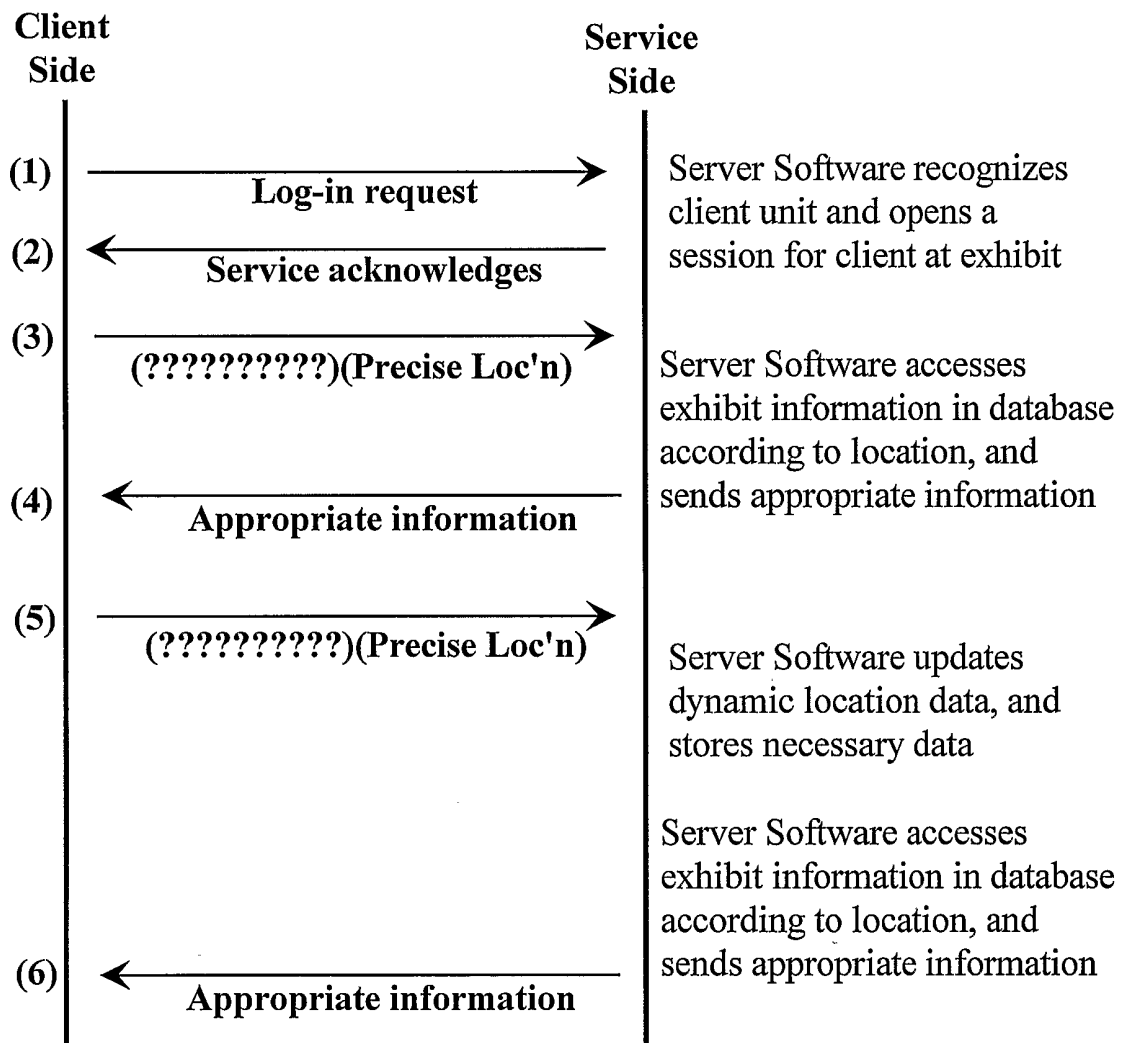 Client
Side
Service
Side
(1)
Log-in request
Server Software recognizes
client unit and opens a
session for client at exhibit
(2)
Service acknowledges
(3)
(??????????)(Precise Loc'n)
Server Software accesses
exhibit information in database
according to location, and
sends appropriate information
(4)
Appropriate information
(5)
(??????????)(Precise Loc'n)
Server Software updates
dynamic location data, and
stores necessary data
Server Software accesses
exhibit information in database
according to location, and
sends appropriate information
(6)
Appropriate information